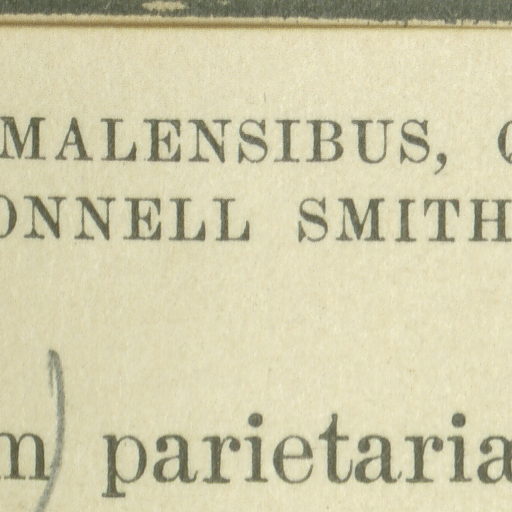 MALENSIBUS, Q
ONNELL SMITH
m) parietaria